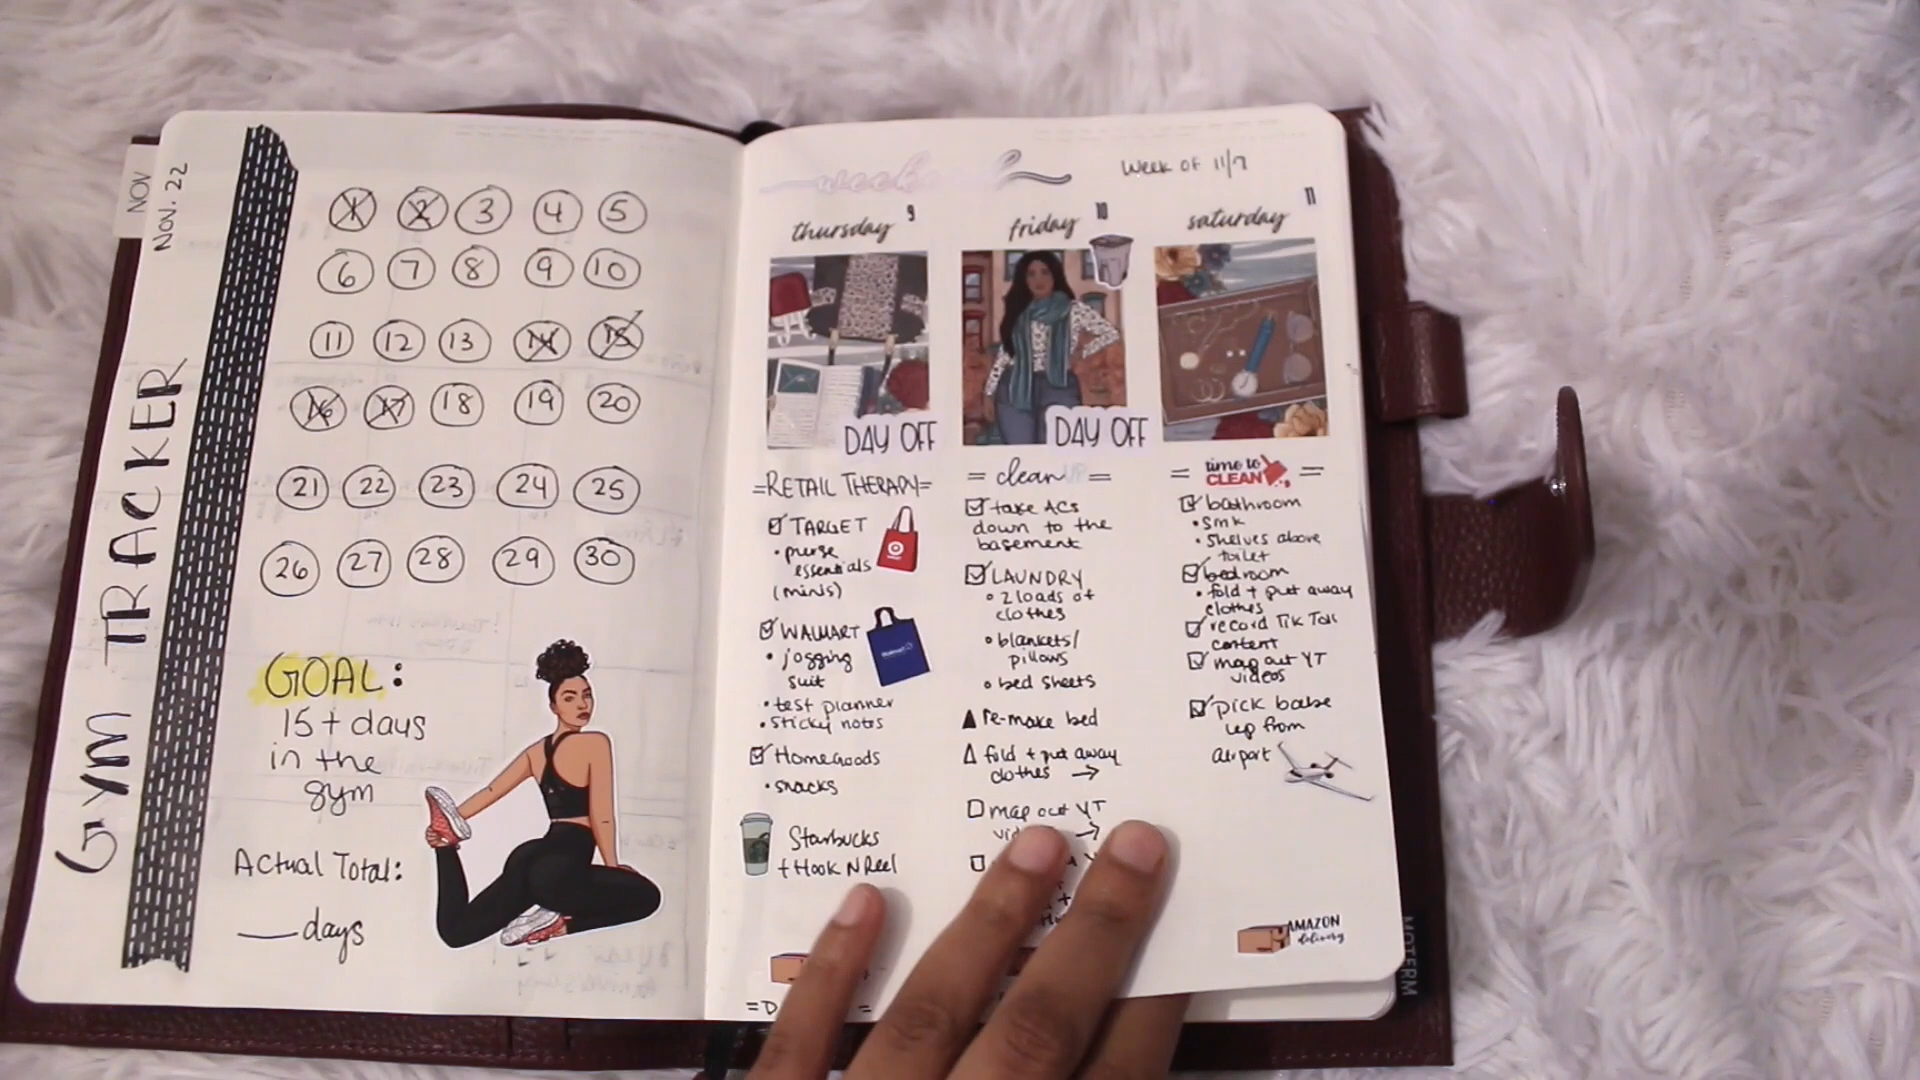 NOV
NOV. 22
GYM TRACKER
1 2 3 4 5
6 7 8 9 10
11 12 13 14 15
16 17 18 19 20
21 22 23 24 25
26 27 28 29 30
GOAL:
15+ days
in the
gym
Actual Total:
days
Week OF 11/7
thursday 9
DAY OFF
=RETAIL THERAPY=
TARGET
• purse
essentials
(minis)
WALMART
• jogging
suit
• test planner
• sticky notes
HomeGoods
• snacks
Starbucks
+ Hook N Reel
friday 10
DAY OFF
= clean UP =
take ACs
down to the
basement
LAUNDRY
• 2 loads of
clothes
• blankets/
pillows
• bed sheets
re-make bed
fold + put away
clothes →
map out YT
saturday 11
= time to
CLEAN =
bathroom
• sink
• shelves above
toilet
bedroom
• fold + put away
clothes
record Tik Tok
content
map out YT
videos
pick babe
up from
airport
AMAZON
delivery
MOTERM